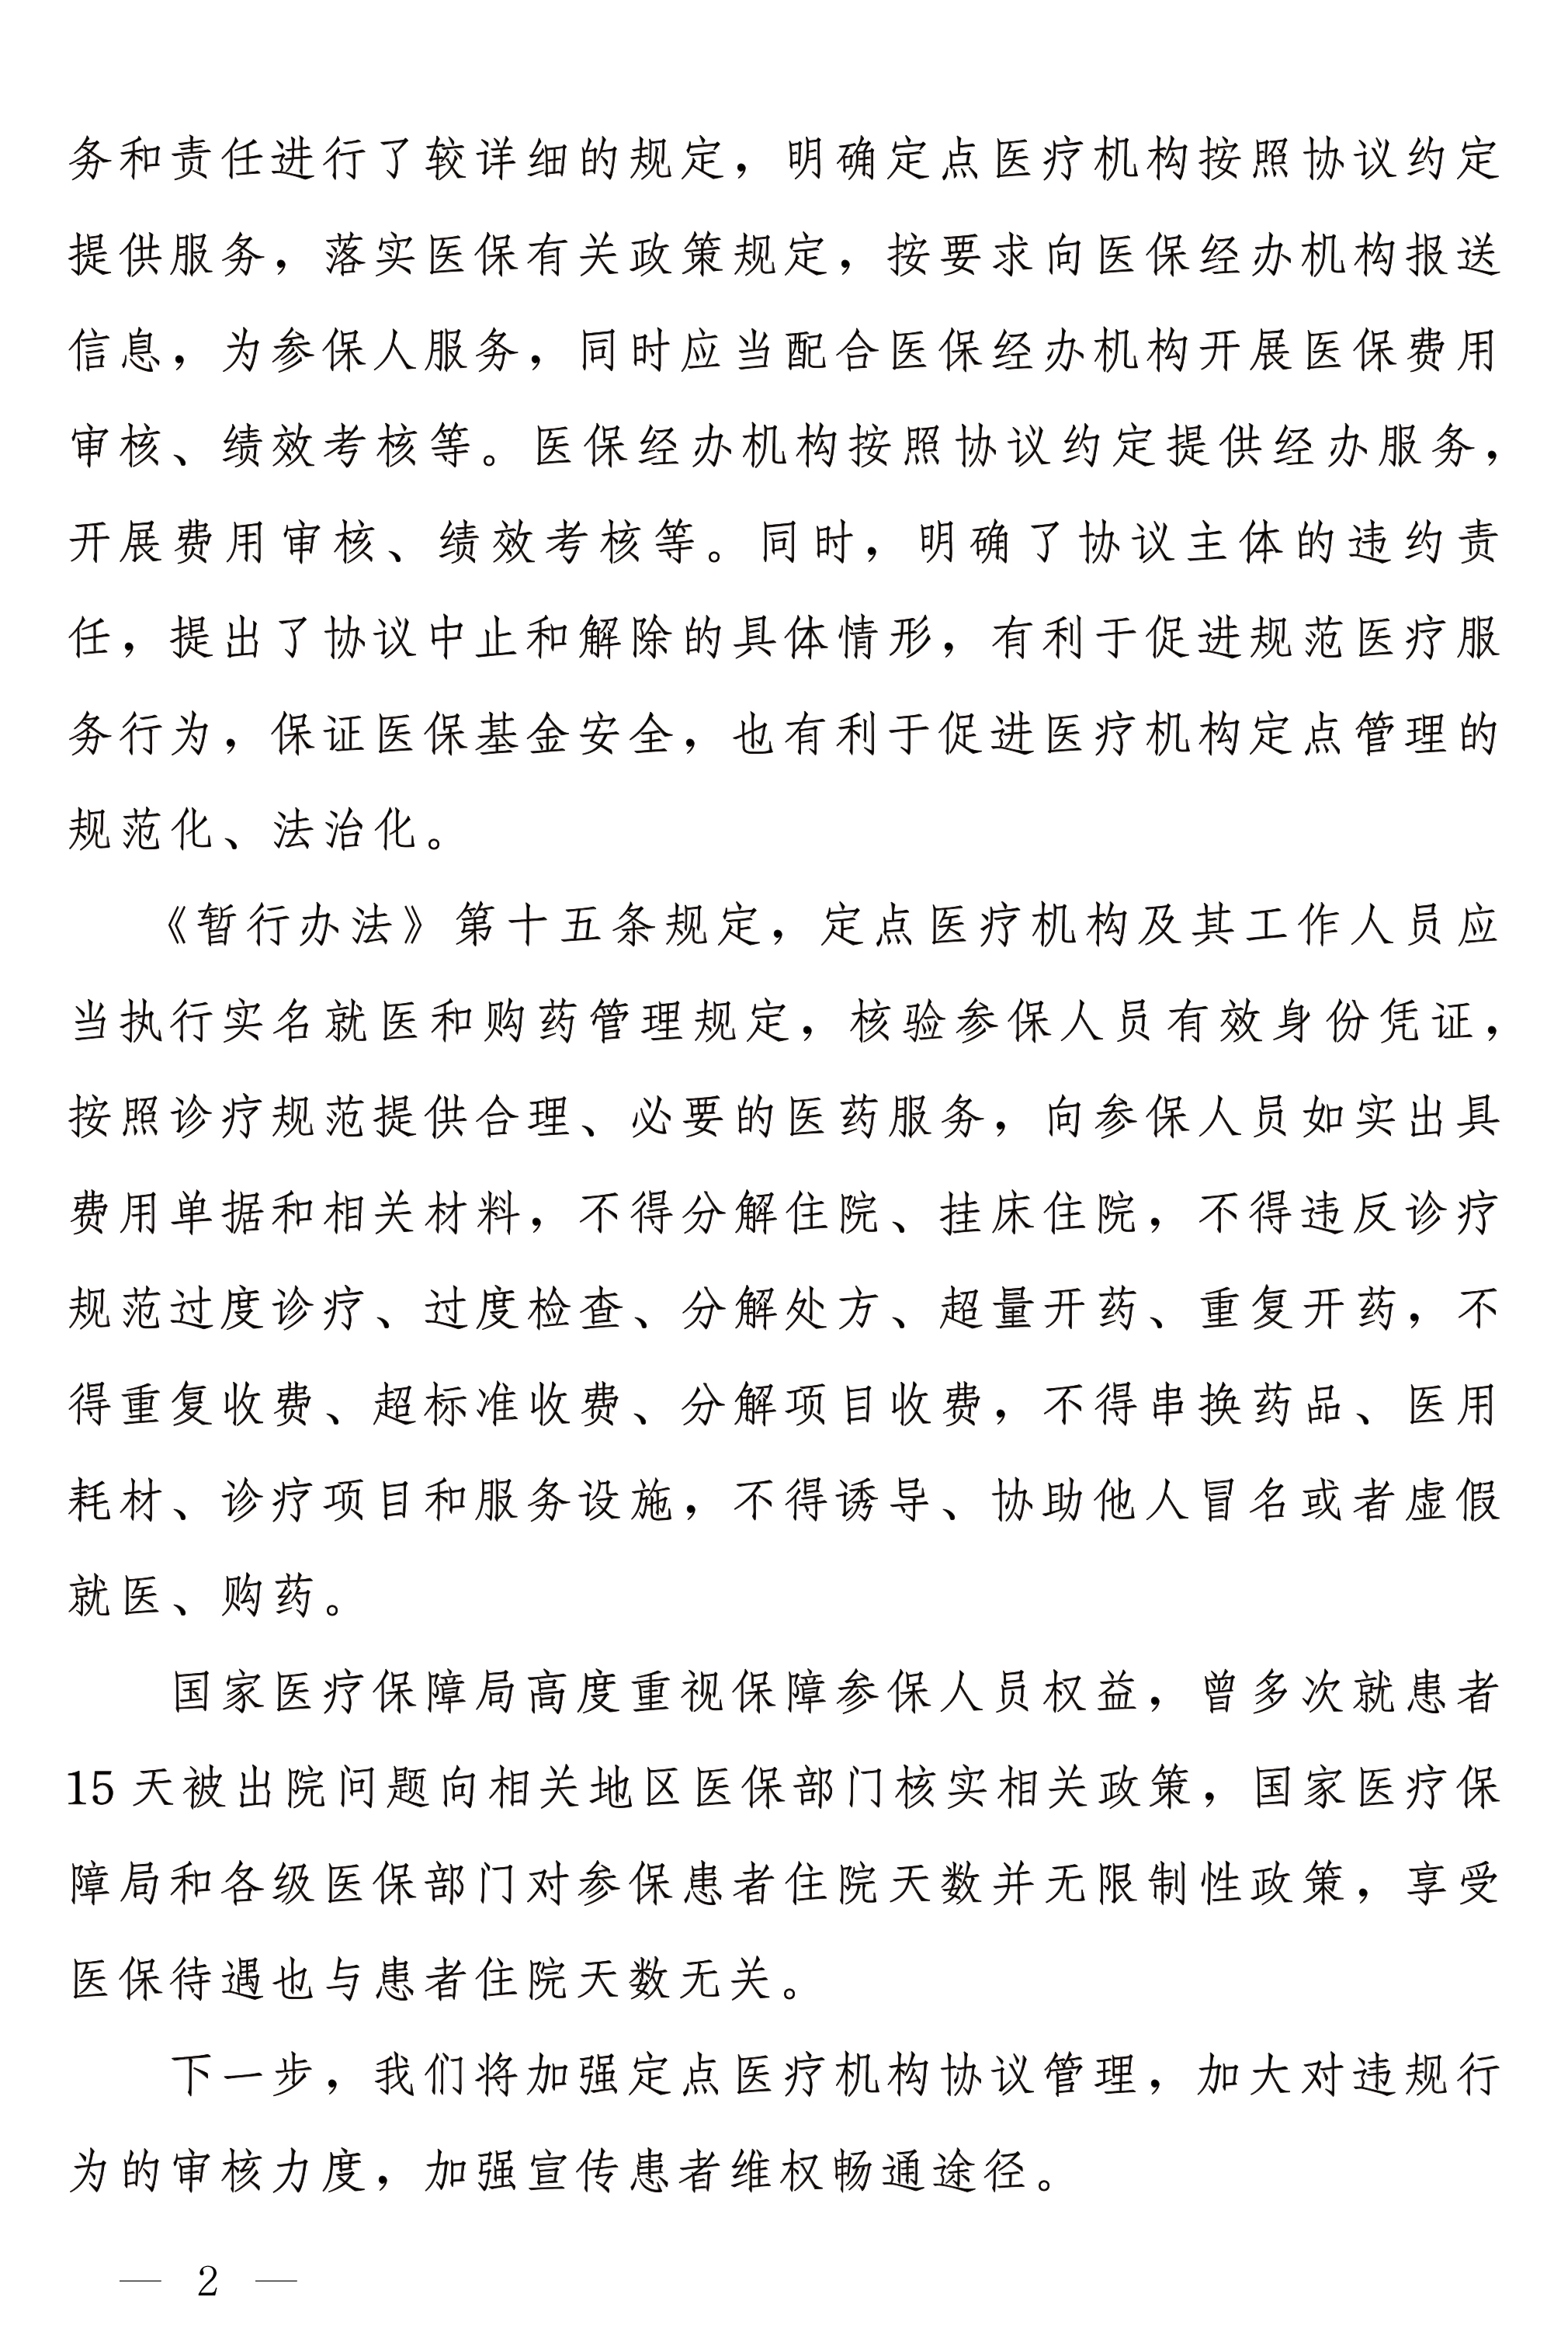 务和责任进行了较详细的规定，明确定点医疗机构按照协议约定
提供服务，落实医保有关政策规定，按要求向医保经办机构报送
信息，为参保人服务，同时应当配合医保经办机构开展医保费用
审核、绩效考核等。医保经办机构按照协议约定提供经办服务，
开展费用审核、绩效考核等。同时，明确了协议主体的违约责
任，提出了协议中止和解除的具体情形，有利于促进规范医疗服
务行为，保证医保基金安全，也有利于促进医疗机构定点管理的
规范化、法治化。
《暂行办法》第十五条规定，定点医疗机构及其工作人员应
当执行实名就医和购药管理规定，核验参保人员有效身份凭证，
按照诊疗规范提供合理、必要的医药服务，向参保人员如实出具
费用单据和相关材料，不得分解住院、挂床住院，不得违反诊疗
规范过度诊疗、过度检查、分解处方、超量开药、重复开药，不
得重复收费、超标准收费、分解项目收费，不得串换药品、医用
耗材、诊疗项目和服务设施，不得诱导、协助他人冒名或者虚假
就医、购药。
国家医疗保障局高度重视保障参保人员权益，曾多次就患者
15 天被出院问题向相关地区医保部门核实相关政策，国家医疗保
障局和各级医保部门对参保患者住院天数并无限制性政策，享受
医保待遇也与患者住院天数无关。
下一步，我们将加强定点医疗机构协议管理，加大对违规行
为的审核力度，加强宣传患者维权畅通途径。
— 2 —